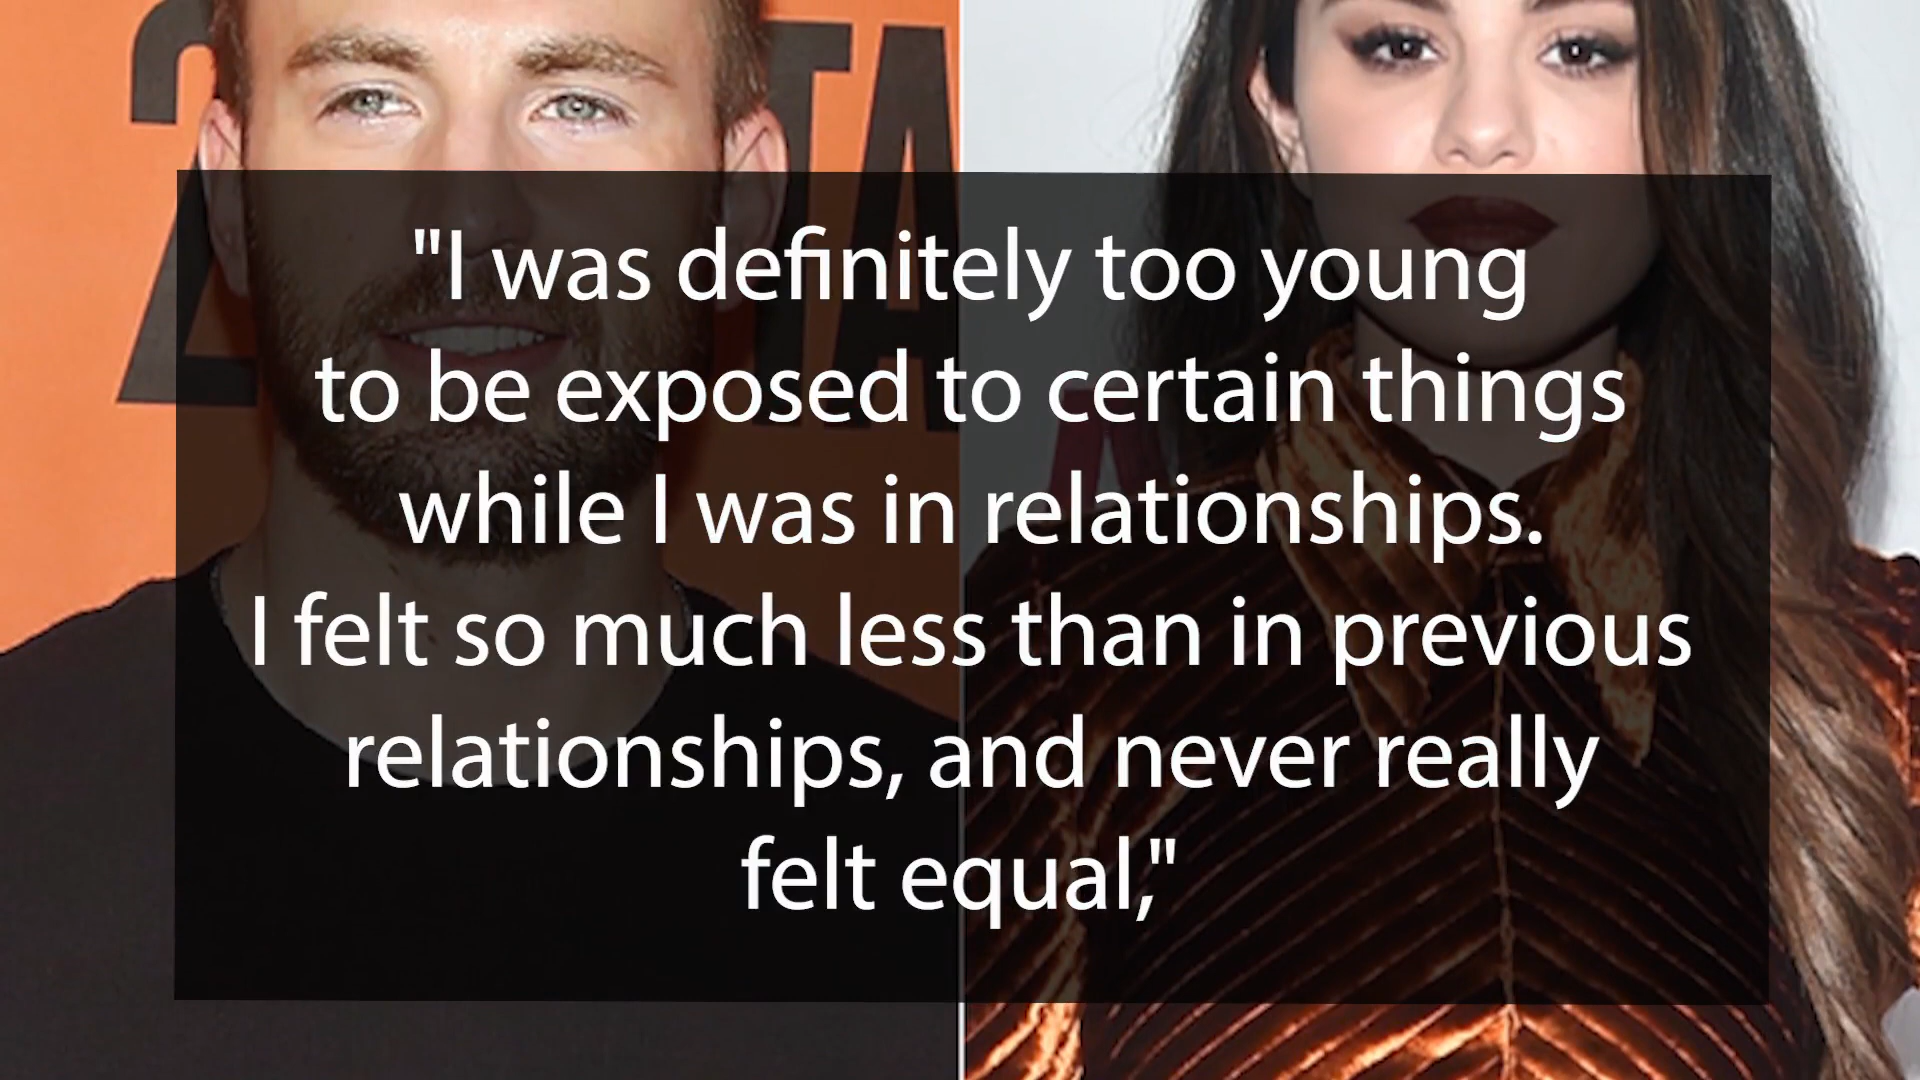 "I was definitely too young
to be exposed to certain things
while I was in relationships.
I felt so much less than in previous
relationships, and never really
felt equal,"